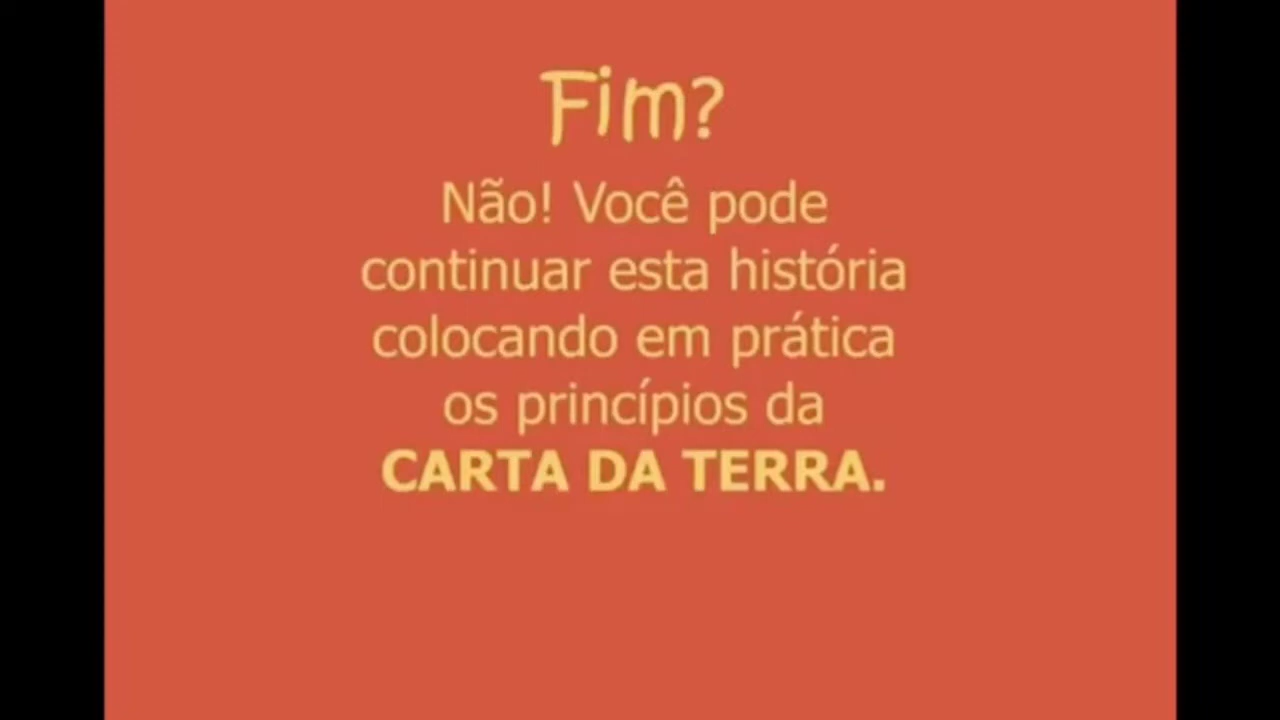 Fim?
Não! Você pode
continuar esta história
colocando em prática
os princípios da
CARTA DA TERRA.